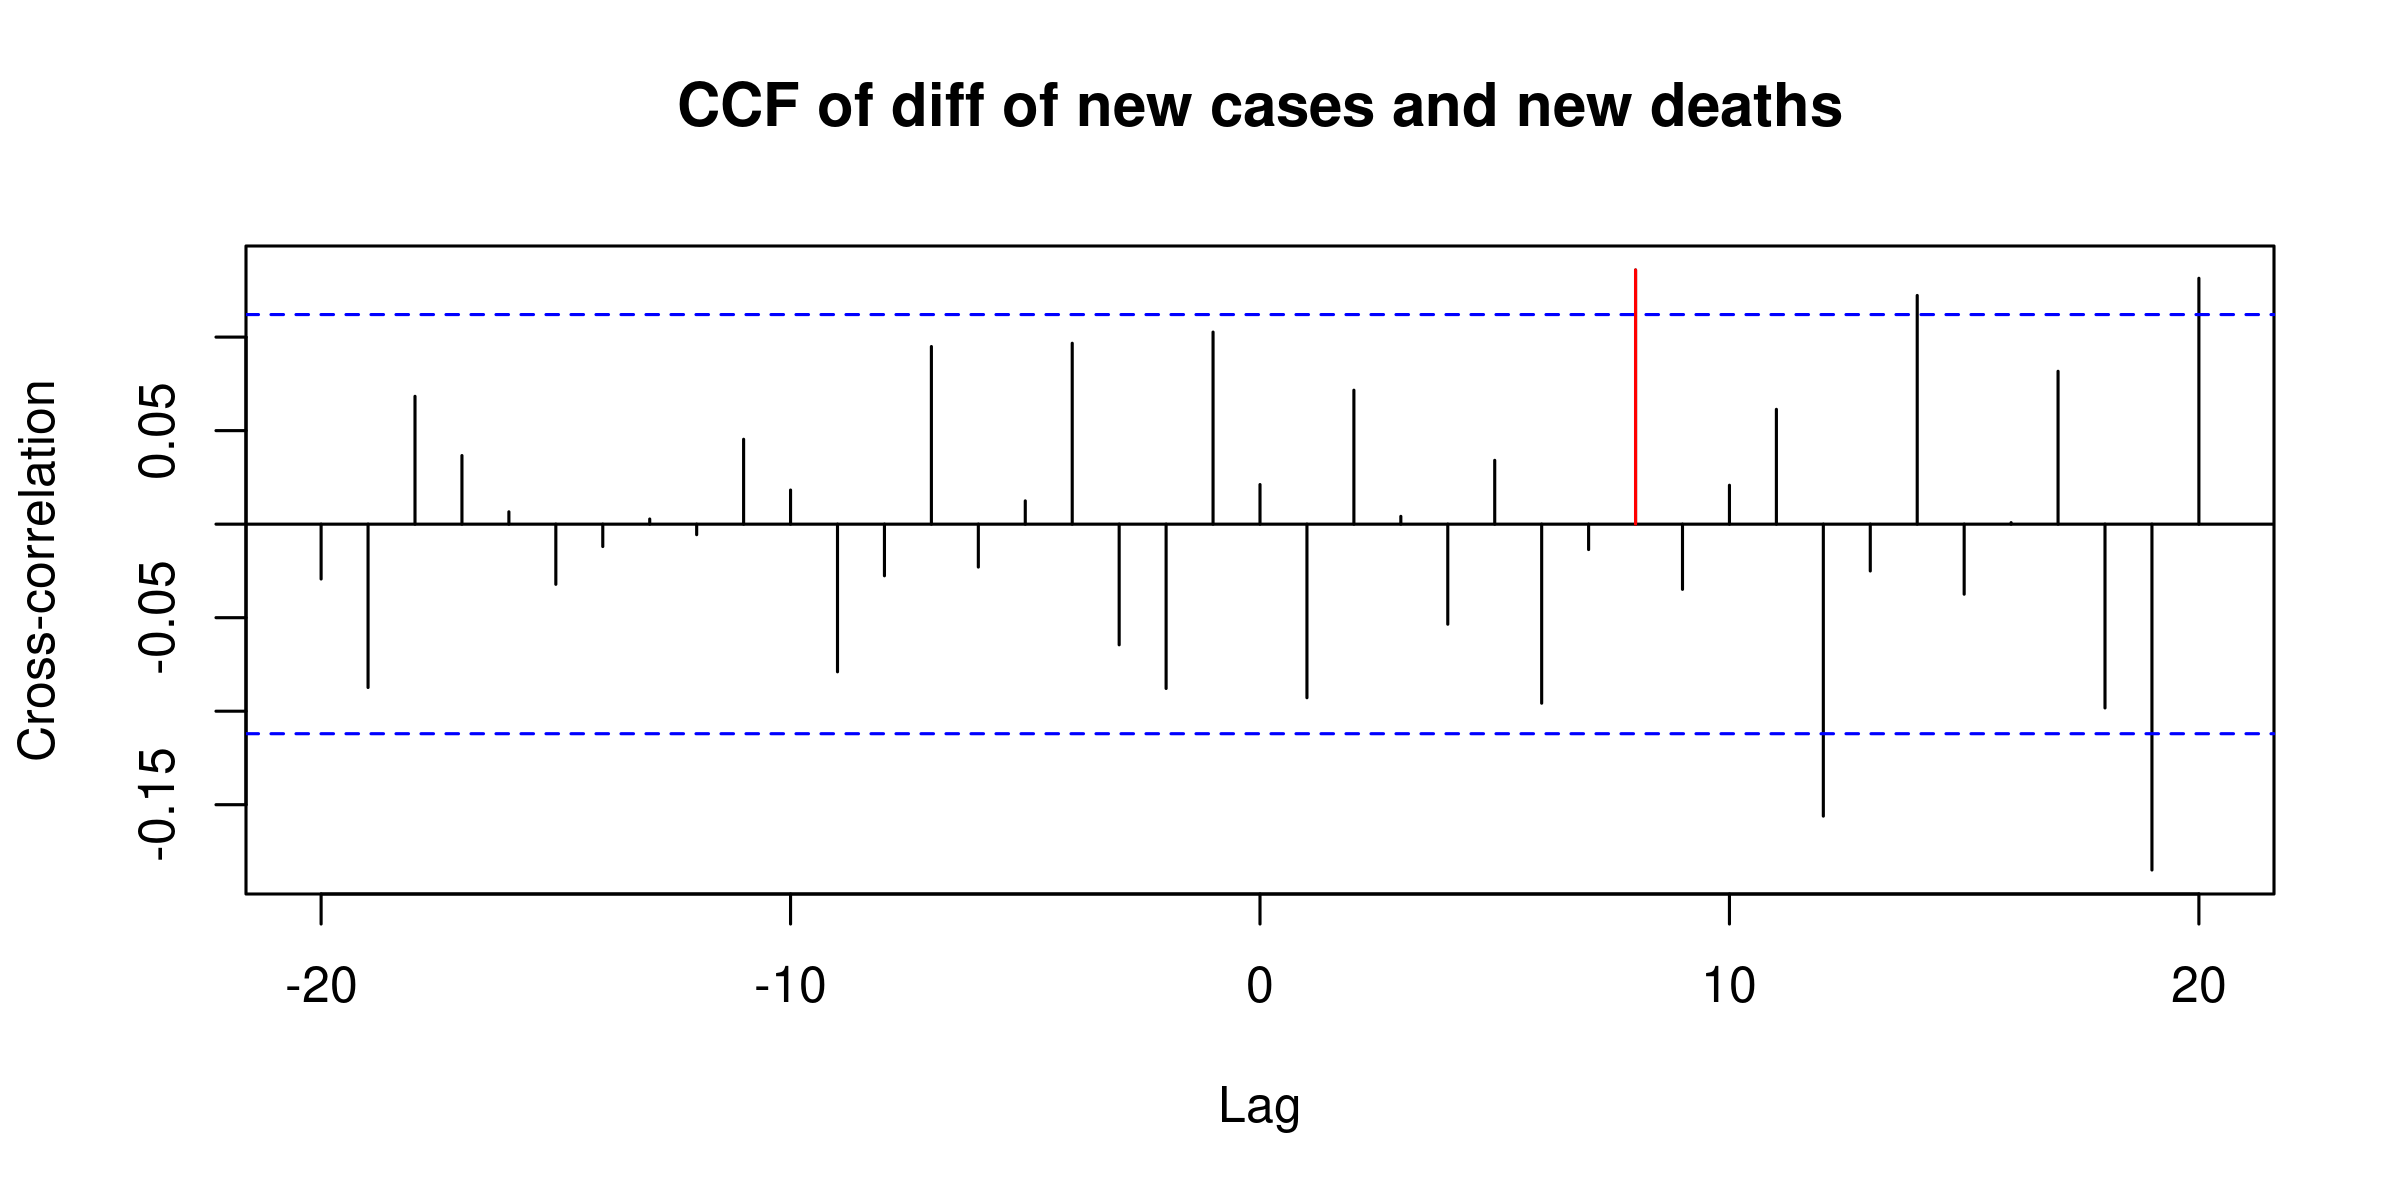 CCF of diff of new cases and new deaths
Cross-correlation
0.05
-0.05
-0.15
-20 -10 0 10 20
Lag